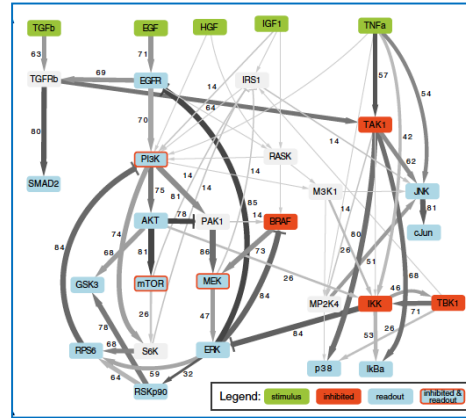 TGFb EGF HGF IGF1 TNFa
63 71 14 57
TGFRb 69 EGFR 64 IRS1 54
70 14 TAK1 42
80 RASK 62
SMAD2 PI3K 14 14 M3K1 JNK
75 81 14 85 81
AKT 78 PAK1 14 BRAF 80 cJun
74 68 81 86 73 26 51
84 GSK3 mTOR MEK 26 68
MP2K4 IKK 46 TBK1
78 26 47 84 84 53 71
RPS6 68 S6K ERK p38 IkBa 26
59 32
64 RSKp90
Legend: stimulus inhibited readout inhibited & readout